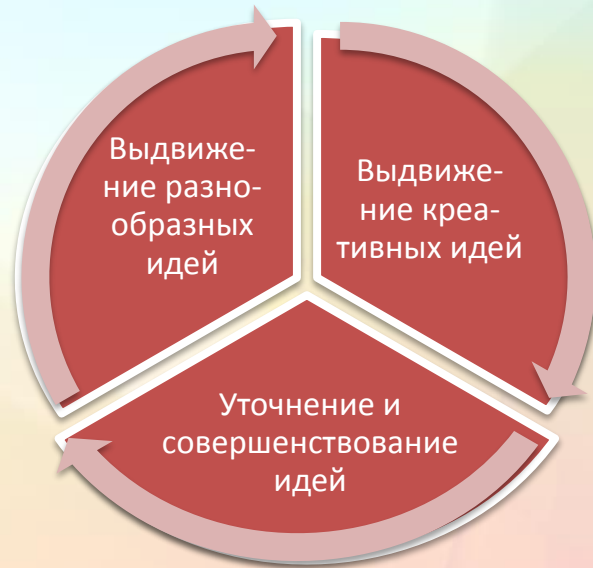 Выдвиже-
ние разно-
образных
идей
Выдвиже-
ние креа-
тивных идей
Уточнение и
совершенствование
идей